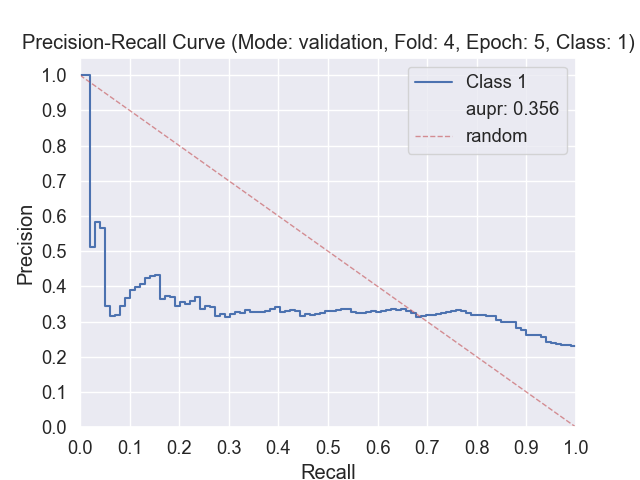 Precision-Recall Curve (Mode: validation, Fold: 4, Epoch: 5, Class: 1)
1.0
0.9
0.8
0.7
0.6
0.5
0.4
0.3
0.2
0.1
0.0
Precision
Class 1
aupr: 0.356
random
0.0 0.1 0.2 0.3 0.4 0.5 0.6 0.7 0.8 0.9 1.0
Recall